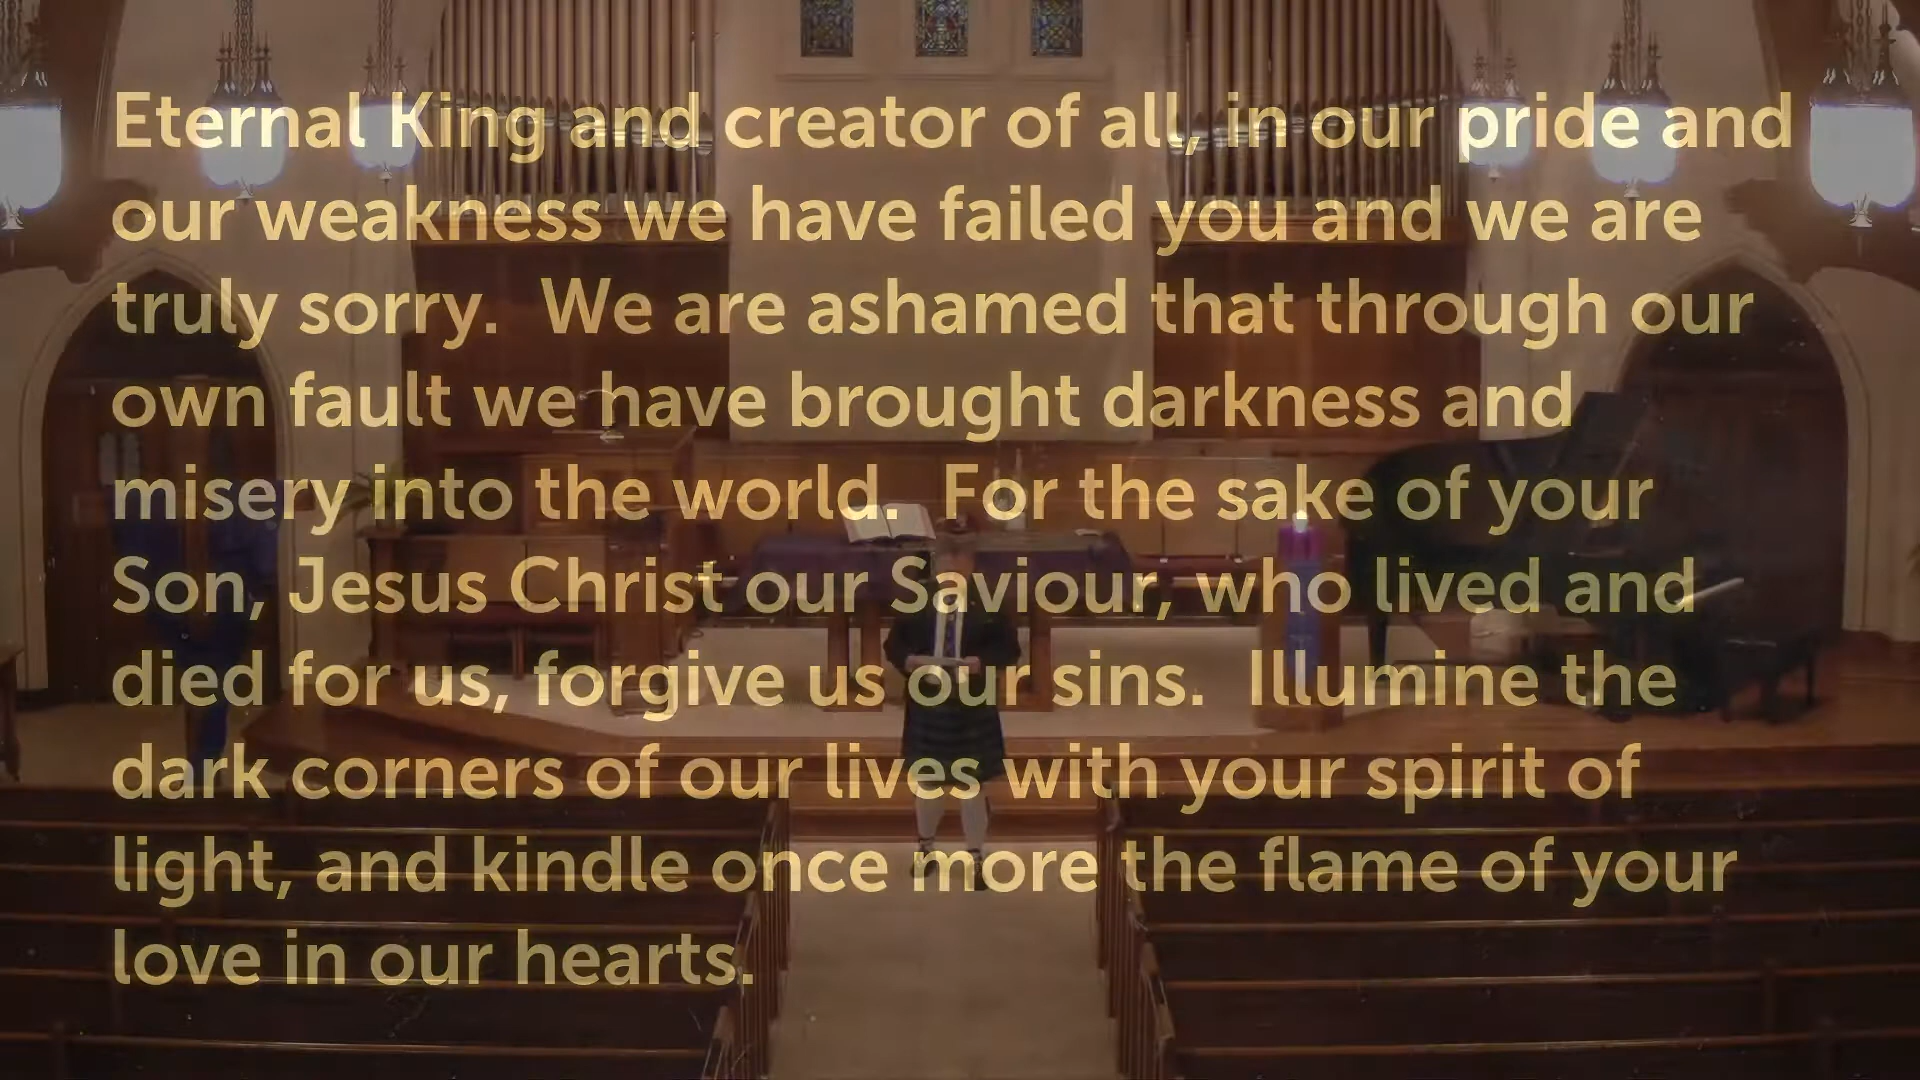 Eternal King and creator of all, in our pride and
our weakness we have failed you and we are
truly sorry.  We are ashamed that through our
own fault we have brought darkness and
misery into the world.  For the sake of your
Son, Jesus Christ our Saviour, who lived and
died for us, forgive us our sins.  Illumine the
dark corners of our lives with your spirit of
light, and kindle once more the flame of your
love in our hearts.